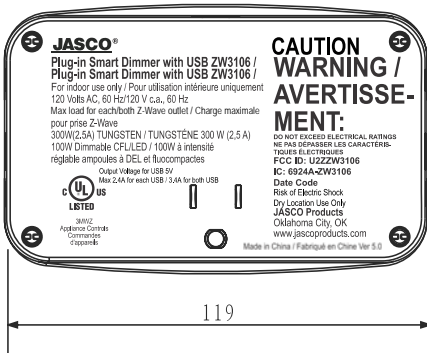 JASCO®
Plug-in Smart Dimmer with USB ZW3106 /
Plug-in Smart Dimmer with USB ZW3106 /
For indoor use only / Pour utilisation intérieure uniquement
120 Volts AC, 60 Hz/120 V c.a., 60 Hz
Max load for each/both Z-Wave outlet / Charge maximale
pour prise Z-Wave
300W(2.5A) TUNGSTEN / TUNGSTÈNE 300 W (2,5 A)
100W Dimmable CFL/LED / 100W à intensité
réglable ampoules à DEL et fluocompactes
Output Voltage for USB 5V
Max 2.4A for each USB / 3.4A for both USB
C UL US
LISTED
3MWZ
Appliance Controls
Commandes
d'appareils
CAUTION
WARNING /
AVERTISSE-
MENT:
DO NOT EXCEED ELECTRICAL RATINGS
NE PAS DÉPASSER LES CARACTÉRIS-
TIQUES ÉLECTRIQUES
FCC ID: U2ZZW3106
IC: 6924A-ZW3106
Date Code
Risk of Electric Shock
Dry Location Use Only
JASCO Products
Oklahoma City, OK
www.jascoproducts.com
Made in China / Fabriqué en Chine Ver 5.0
119